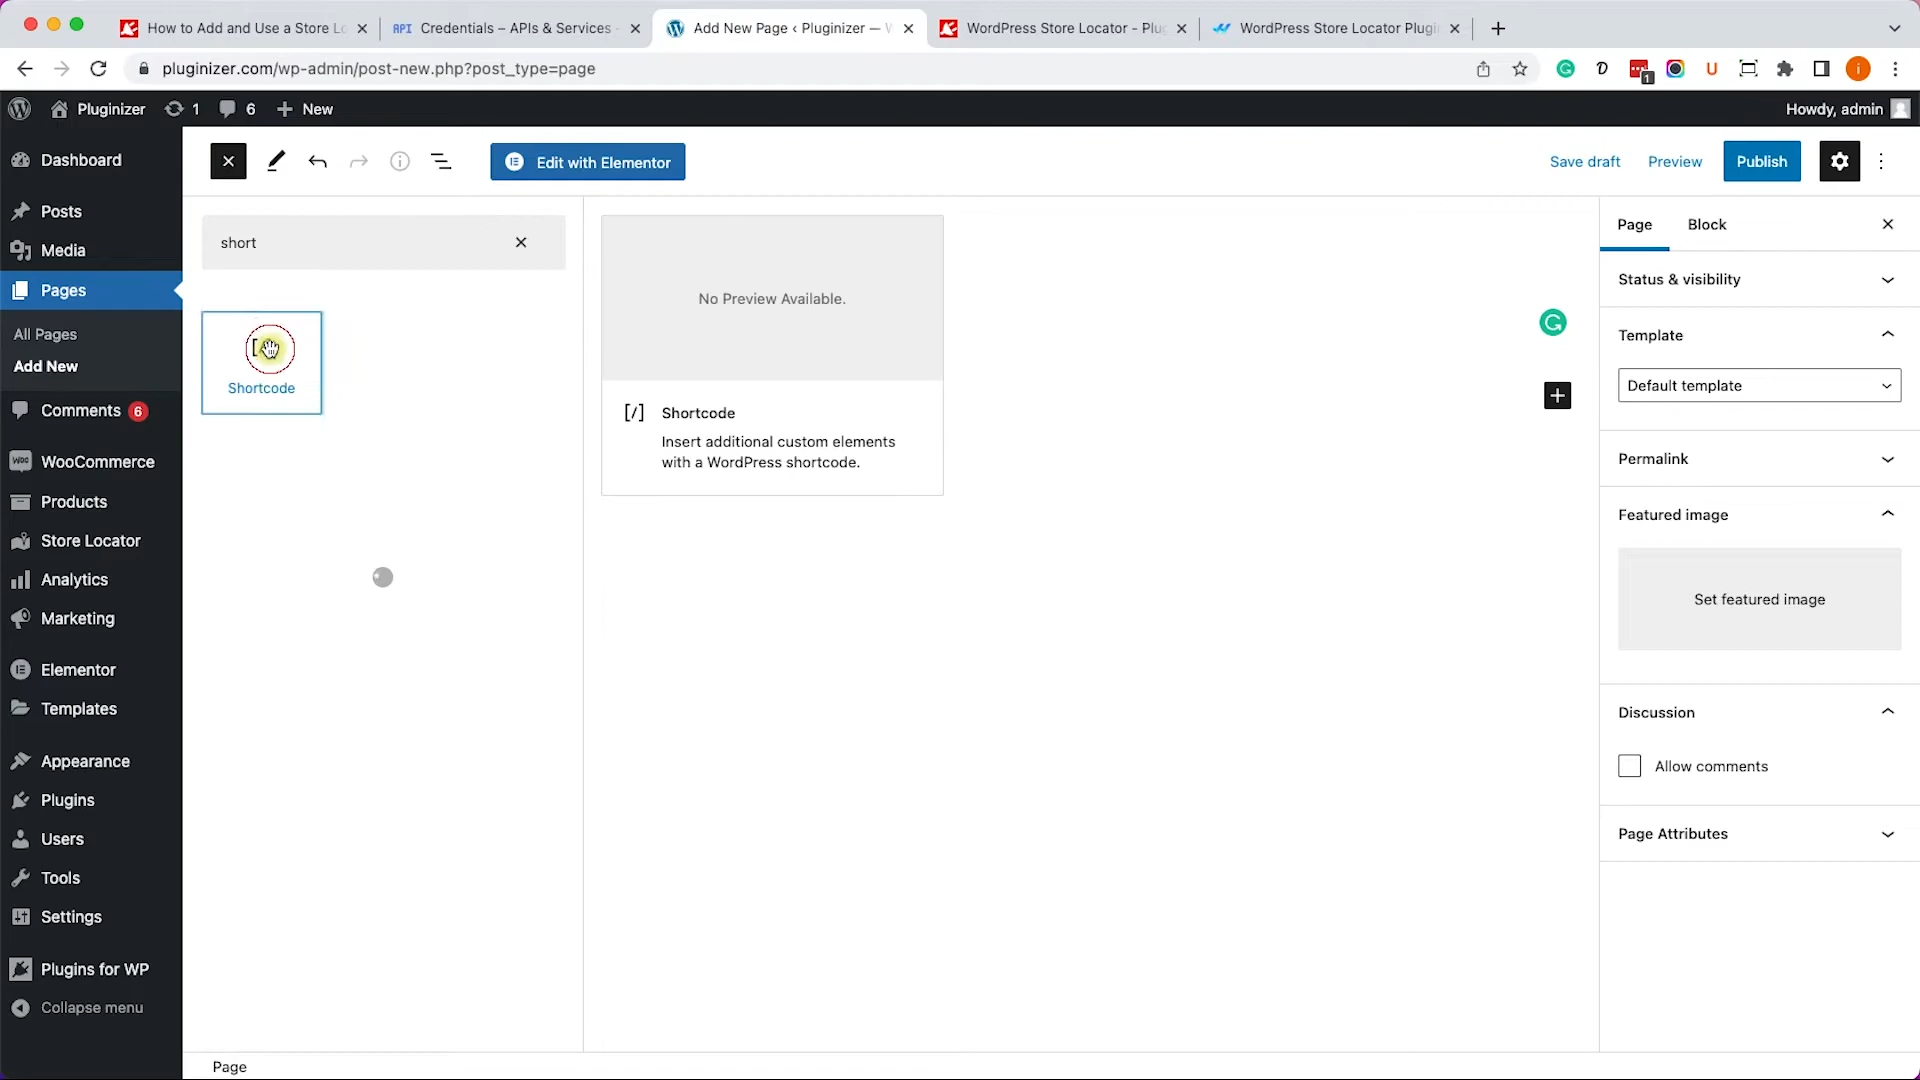 How to Add and Use a Store Lo
API Credentials – APIs & Services
Add New Page ‹ Pluginizer — W
WordPress Store Locator - Plug
WordPress Store Locator Plugin
pluginizer.com/wp-admin/post-new.php?post_type=page
1
U
i
Pluginizer
1
6
New
Howdy, admin
Dashboard
Posts
Media
Pages
All Pages
Add New
Comments 6
Woo WooCommerce
Products
Store Locator
Analytics
Marketing
Elementor
Templates
Appearance
Plugins
Users
Tools
Settings
Plugins for WP
Collapse menu
Edit with Elementor
Save draft
Preview
Publish
short
Shortcode
No Preview Available.
[/] Shortcode
Insert additional custom elements
with a WordPress shortcode.
Page
Block
Status & visibility
Template
Default template
Permalink
Featured image
Set featured image
Discussion
Allow comments
Page Attributes
Page